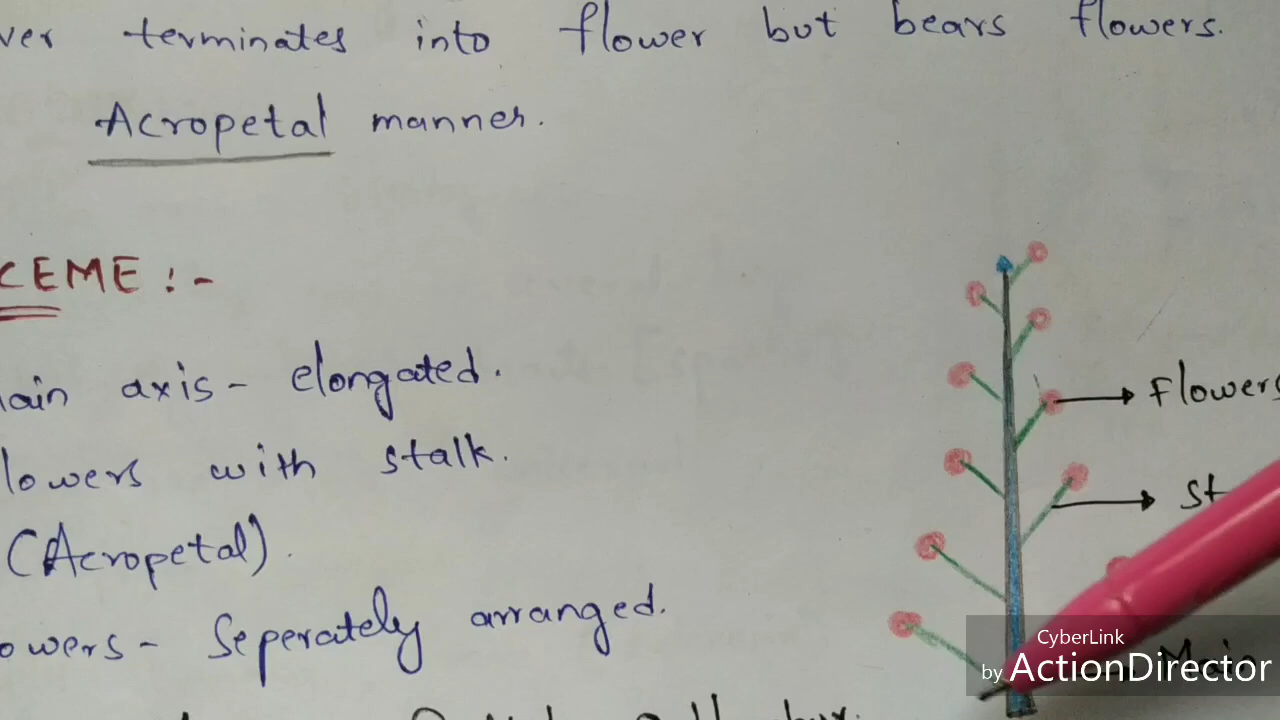 ver terminates into flower but bears flowers.
Acropetal manner.
CEME :-
ain axis- elongated.
lowers with stalk.
(Acropetal).
owers- Seperately arranged.
Flowers
St
Main
CyberLink
by ActionDirector